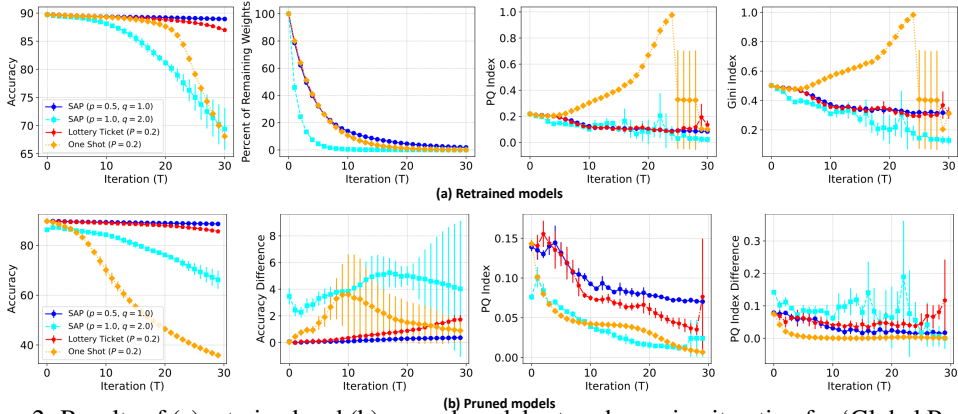 Accuracy
90
85
80
75
70
65
SAP (p = 0.5, q = 1.0)
SAP (p = 1.0, q = 2.0)
Lottery Ticket (P = 0.2)
One Shot (P = 0.2)
0 10 20 30
Iteration (T)
Percent of Remaining Weights
100
80
60
40
20
0
0 10 20 30
Iteration (T)
PQ Index
1.0
0.8
0.6
0.4
0.2
0.0
0 10 20 30
Iteration (T)
Gini Index
1.0
0.8
0.6
0.4
0.2
0 10 20 30
Iteration (T)
(a) Retrained models
Accuracy
80
60
40
SAP (p = 0.5, q = 1.0)
SAP (p = 1.0, q = 2.0)
Lottery Ticket (P = 0.2)
One Shot (P = 0.2)
0 10 20 30
Iteration (T)
Accuracy Difference
8
6
4
2
0
0 10 20 30
Iteration (T)
PQ Index
0.15
0.10
0.05
0.00
0 10 20 30
Iteration (T)
PQ Index Difference
0.3
0.2
0.1
0.0
0 10 20 30
Iteration (T)
(b) Pruned models